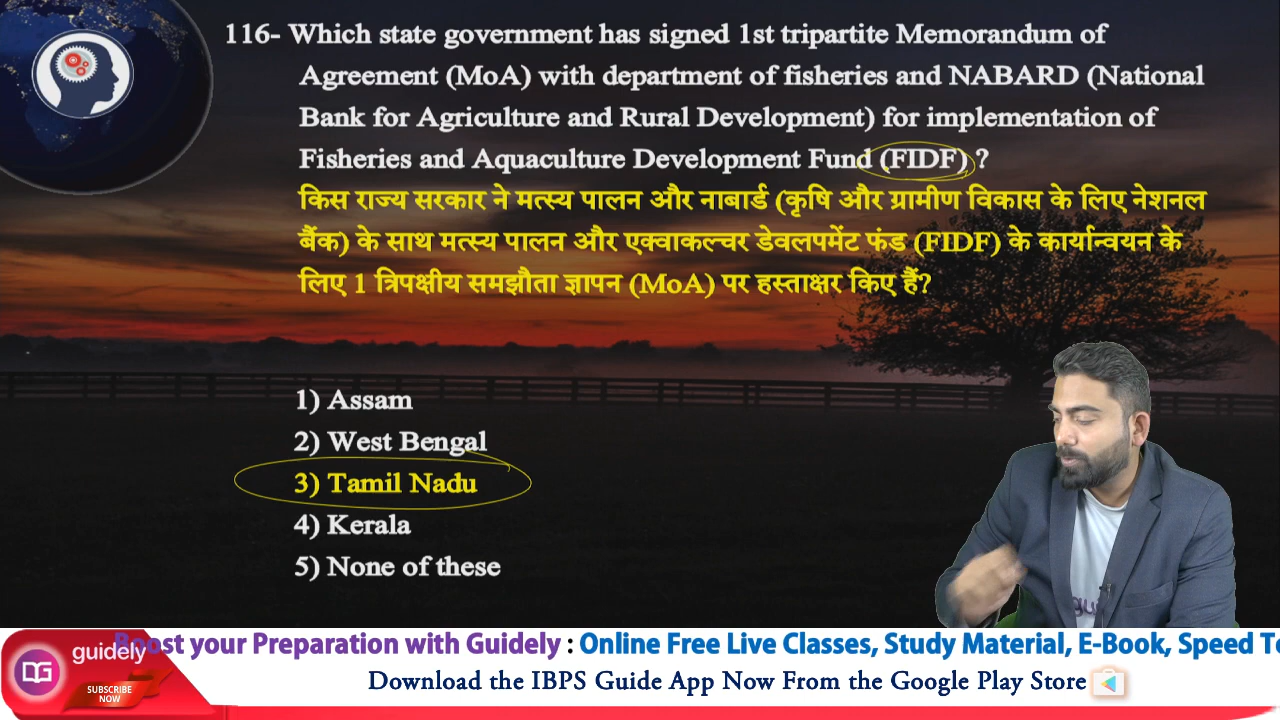 116- Which state government has signed 1st tripartite Memorandum of
Agreement (MoA) with department of fisheries and NABARD (National
Bank for Agriculture and Rural Development) for implementation of
Fisheries and Aquaculture Development Fund (FIDF) ?
किस राज्य सरकार ने मत्स्य पालन और नाबार्ड (कृषि और ग्रामीण विकास के लिए नेशनल
बैंक) के साथ मत्स्य पालन और एक्वाकल्चर डेवलपमेंट फंड (FIDF) के कार्यान्वयन के
लिए 1 त्रिपक्षीय समझौता ज्ञापन (MoA) पर हस्ताक्षर किए हैं?
1) Assam
2) West Bengal
3) Tamil Nadu
4) Kerala
5) None of these
guidely
SUBSCRIBE
NOW
Boost your Preparation with Guidely : Online Free Live Classes, Study Material, E-Book, Speed
Download the IBPS Guide App Now From the Google Play Store